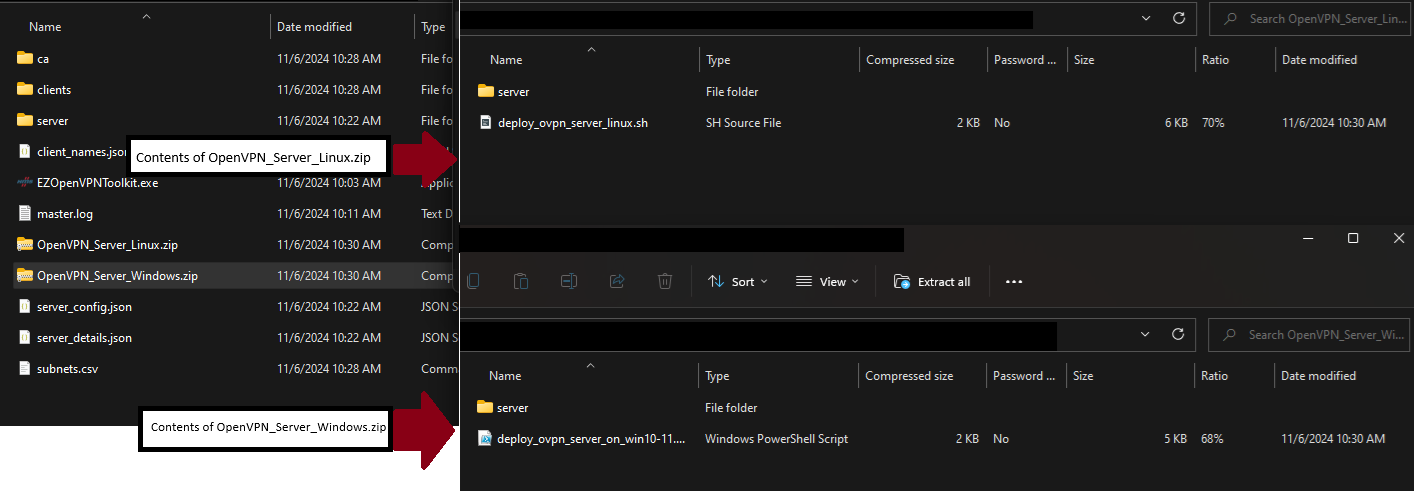 Name Date modified Type
ca 11/6/2024 10:28 AM File fo
clients 11/6/2024 10:28 AM File fo
server 11/6/2024 10:22 AM File fo
client_names.json
Contents of OpenVPN_Server_Linux.zip
EZOpenVPNToolkit.exe 11/6/2024 10:03 AM Applic
master.log 11/6/2024 10:11 AM Text D
OpenVPN_Server_Linux.zip 11/6/2024 10:30 AM Comp
OpenVPN_Server_Windows.zip 11/6/2024 10:30 AM Comp
server_config.json 11/6/2024 10:22 AM JSON S
server_details.json 11/6/2024 10:22 AM JSON S
subnets.csv 11/6/2024 10:28 AM Comm
Contents of OpenVPN_Server_Windows.zip
Search OpenVPN_Server_Lin...
Name Type Compressed size Password ... Size Ratio Date modified
server File folder
deploy_ovpn_server_linux.sh SH Source File 2 KB No 6 KB 70% 11/6/2024 10:30 AM
Sort View Extract all ...
Search OpenVPN_Server_Wi...
Name Type Compressed size Password ... Size Ratio Date modified
server File folder
deploy_ovpn_server_on_win10-11.... Windows PowerShell Script 2 KB No 5 KB 68% 11/6/2024 10:30 AM